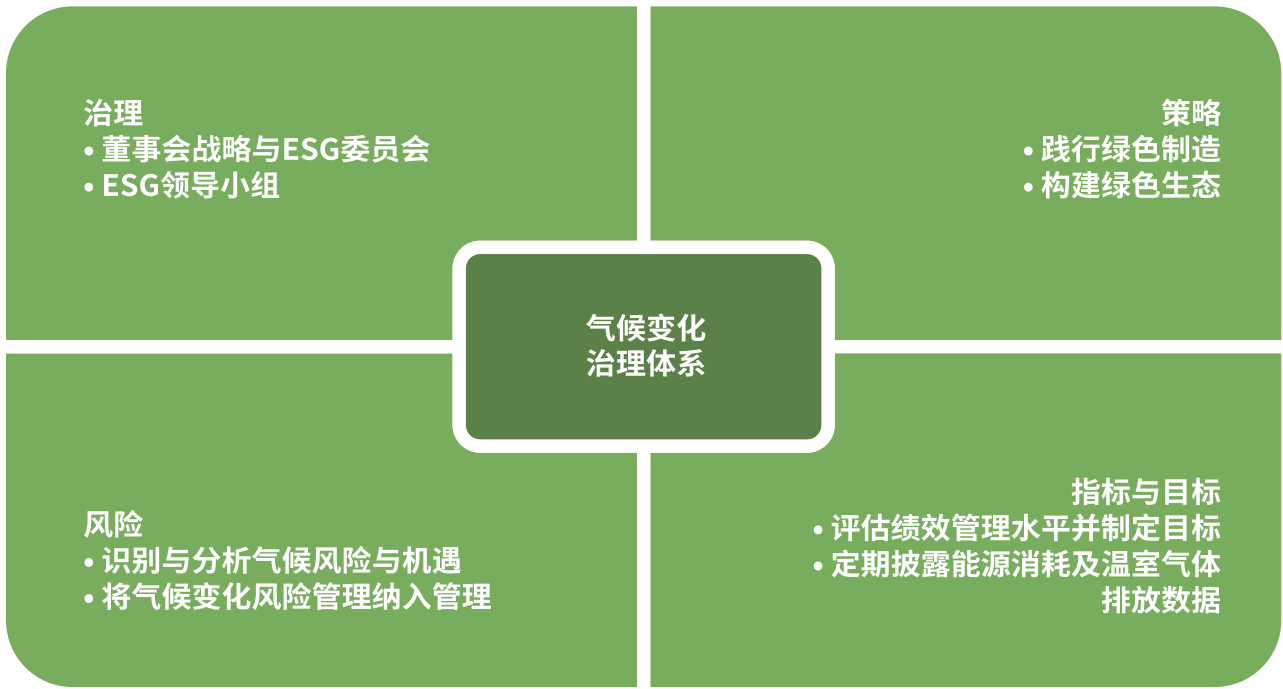 治理
• 董事会战略与ESG委员会
• ESG领导小组
策略
• 践行绿色制造
• 构建绿色生态
气候变化
治理体系
风险
• 识别与分析气候风险与机遇
• 将气候变化风险管理纳入管理
指标与目标
• 评估绩效管理水平并制定目标
• 定期披露能源消耗及温室气体
排放数据